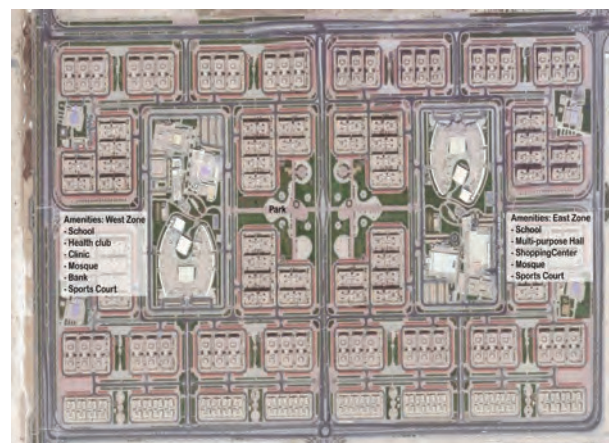 Park
Amenities: West Zone
- School
- Health club
- Clinic
- Mosque
- Bank
- Sports Court
Amenities: East Zone
- School
- Multi-purpose Hall
- ShoppingCenter
- Mosque
- Sports Court